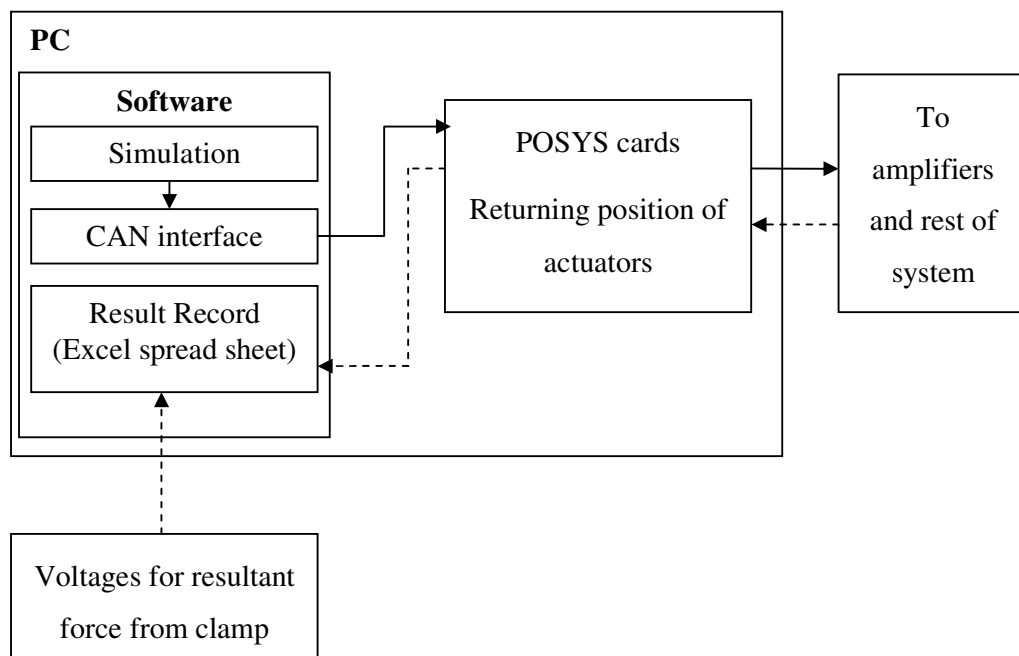 PC
Software
Simulation
CAN interface
Result Record
(Excel spread sheet)
POSYS cards
Returning position of
actuators
To
amplifiers
and rest of
system
Voltages for resultant
force from clamp